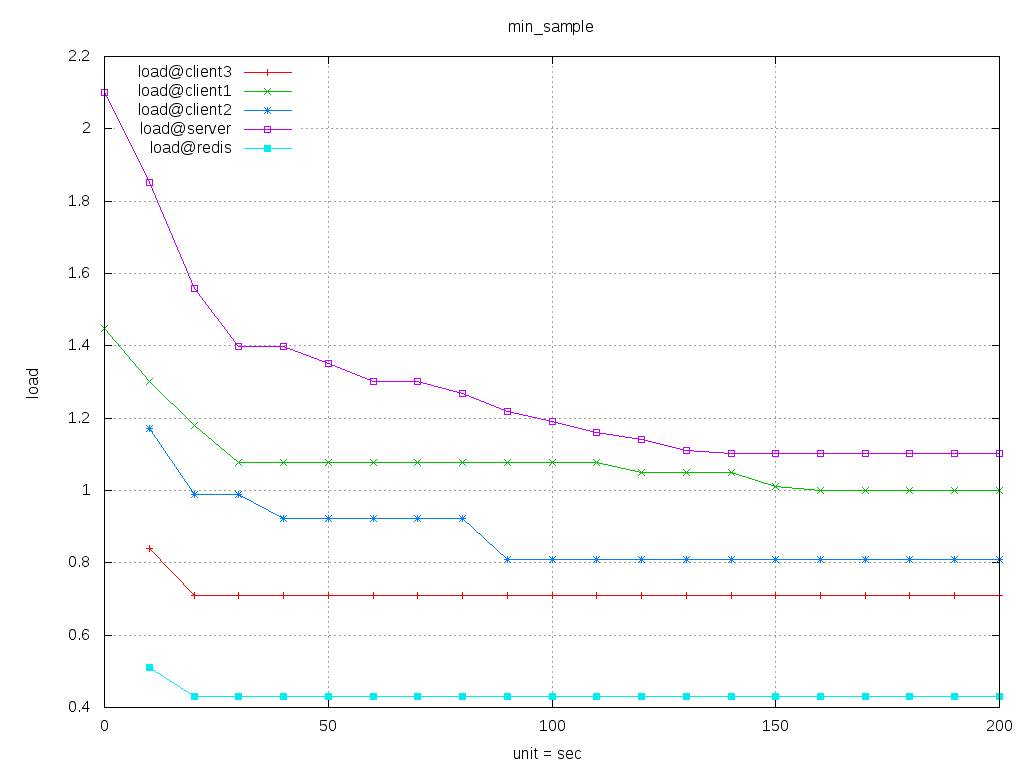 min_sample
load@client3
load@client1
load@client2
load@server
load@redis
2.2
2
1.8
1.6
1.4
1.2
1
0.8
0.6
0.4
load
0 50 100 150 200
unit = sec